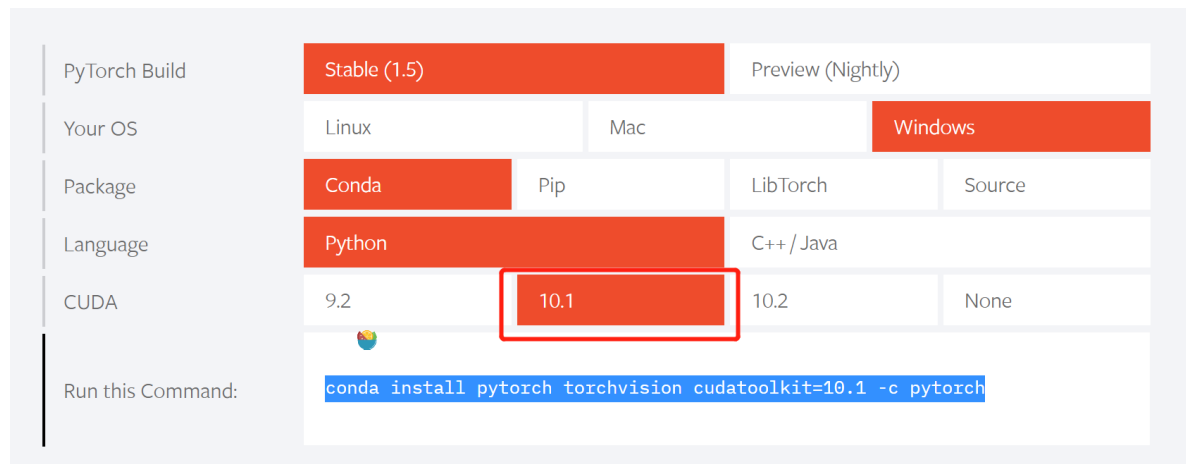 PyTorch Build Stable (1.5) Preview (Nightly)
Your OS Linux Mac Windows
Package Conda Pip LibTorch Source
Language Python C++ / Java
CUDA 9.2 10.1 10.2 None
Run this Command: conda install pytorch torchvision cudatoolkit=10.1 -c pytorch